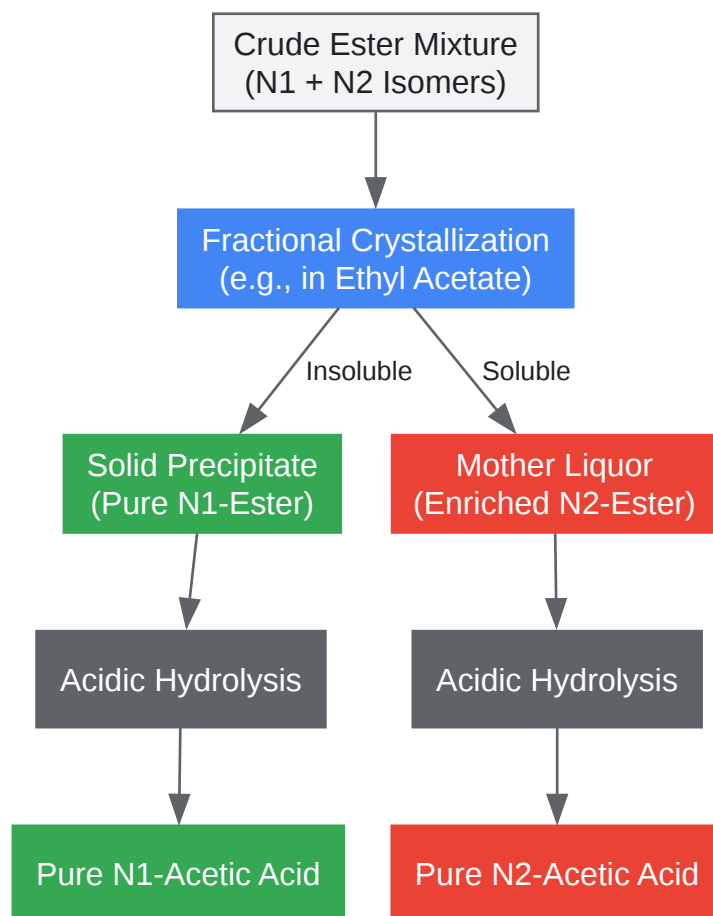 Crude Ester Mixture
(N1 + N2 Isomers)
Fractional Crystallization
(e.g., in Ethyl Acetate)
Insoluble
Soluble
Solid Precipitate
(Pure N1-Ester)
Mother Liquor
(Enriched N2-Ester)
Acidic Hydrolysis
Acidic Hydrolysis
Pure N1-Acetic Acid
Pure N2-Acetic Acid